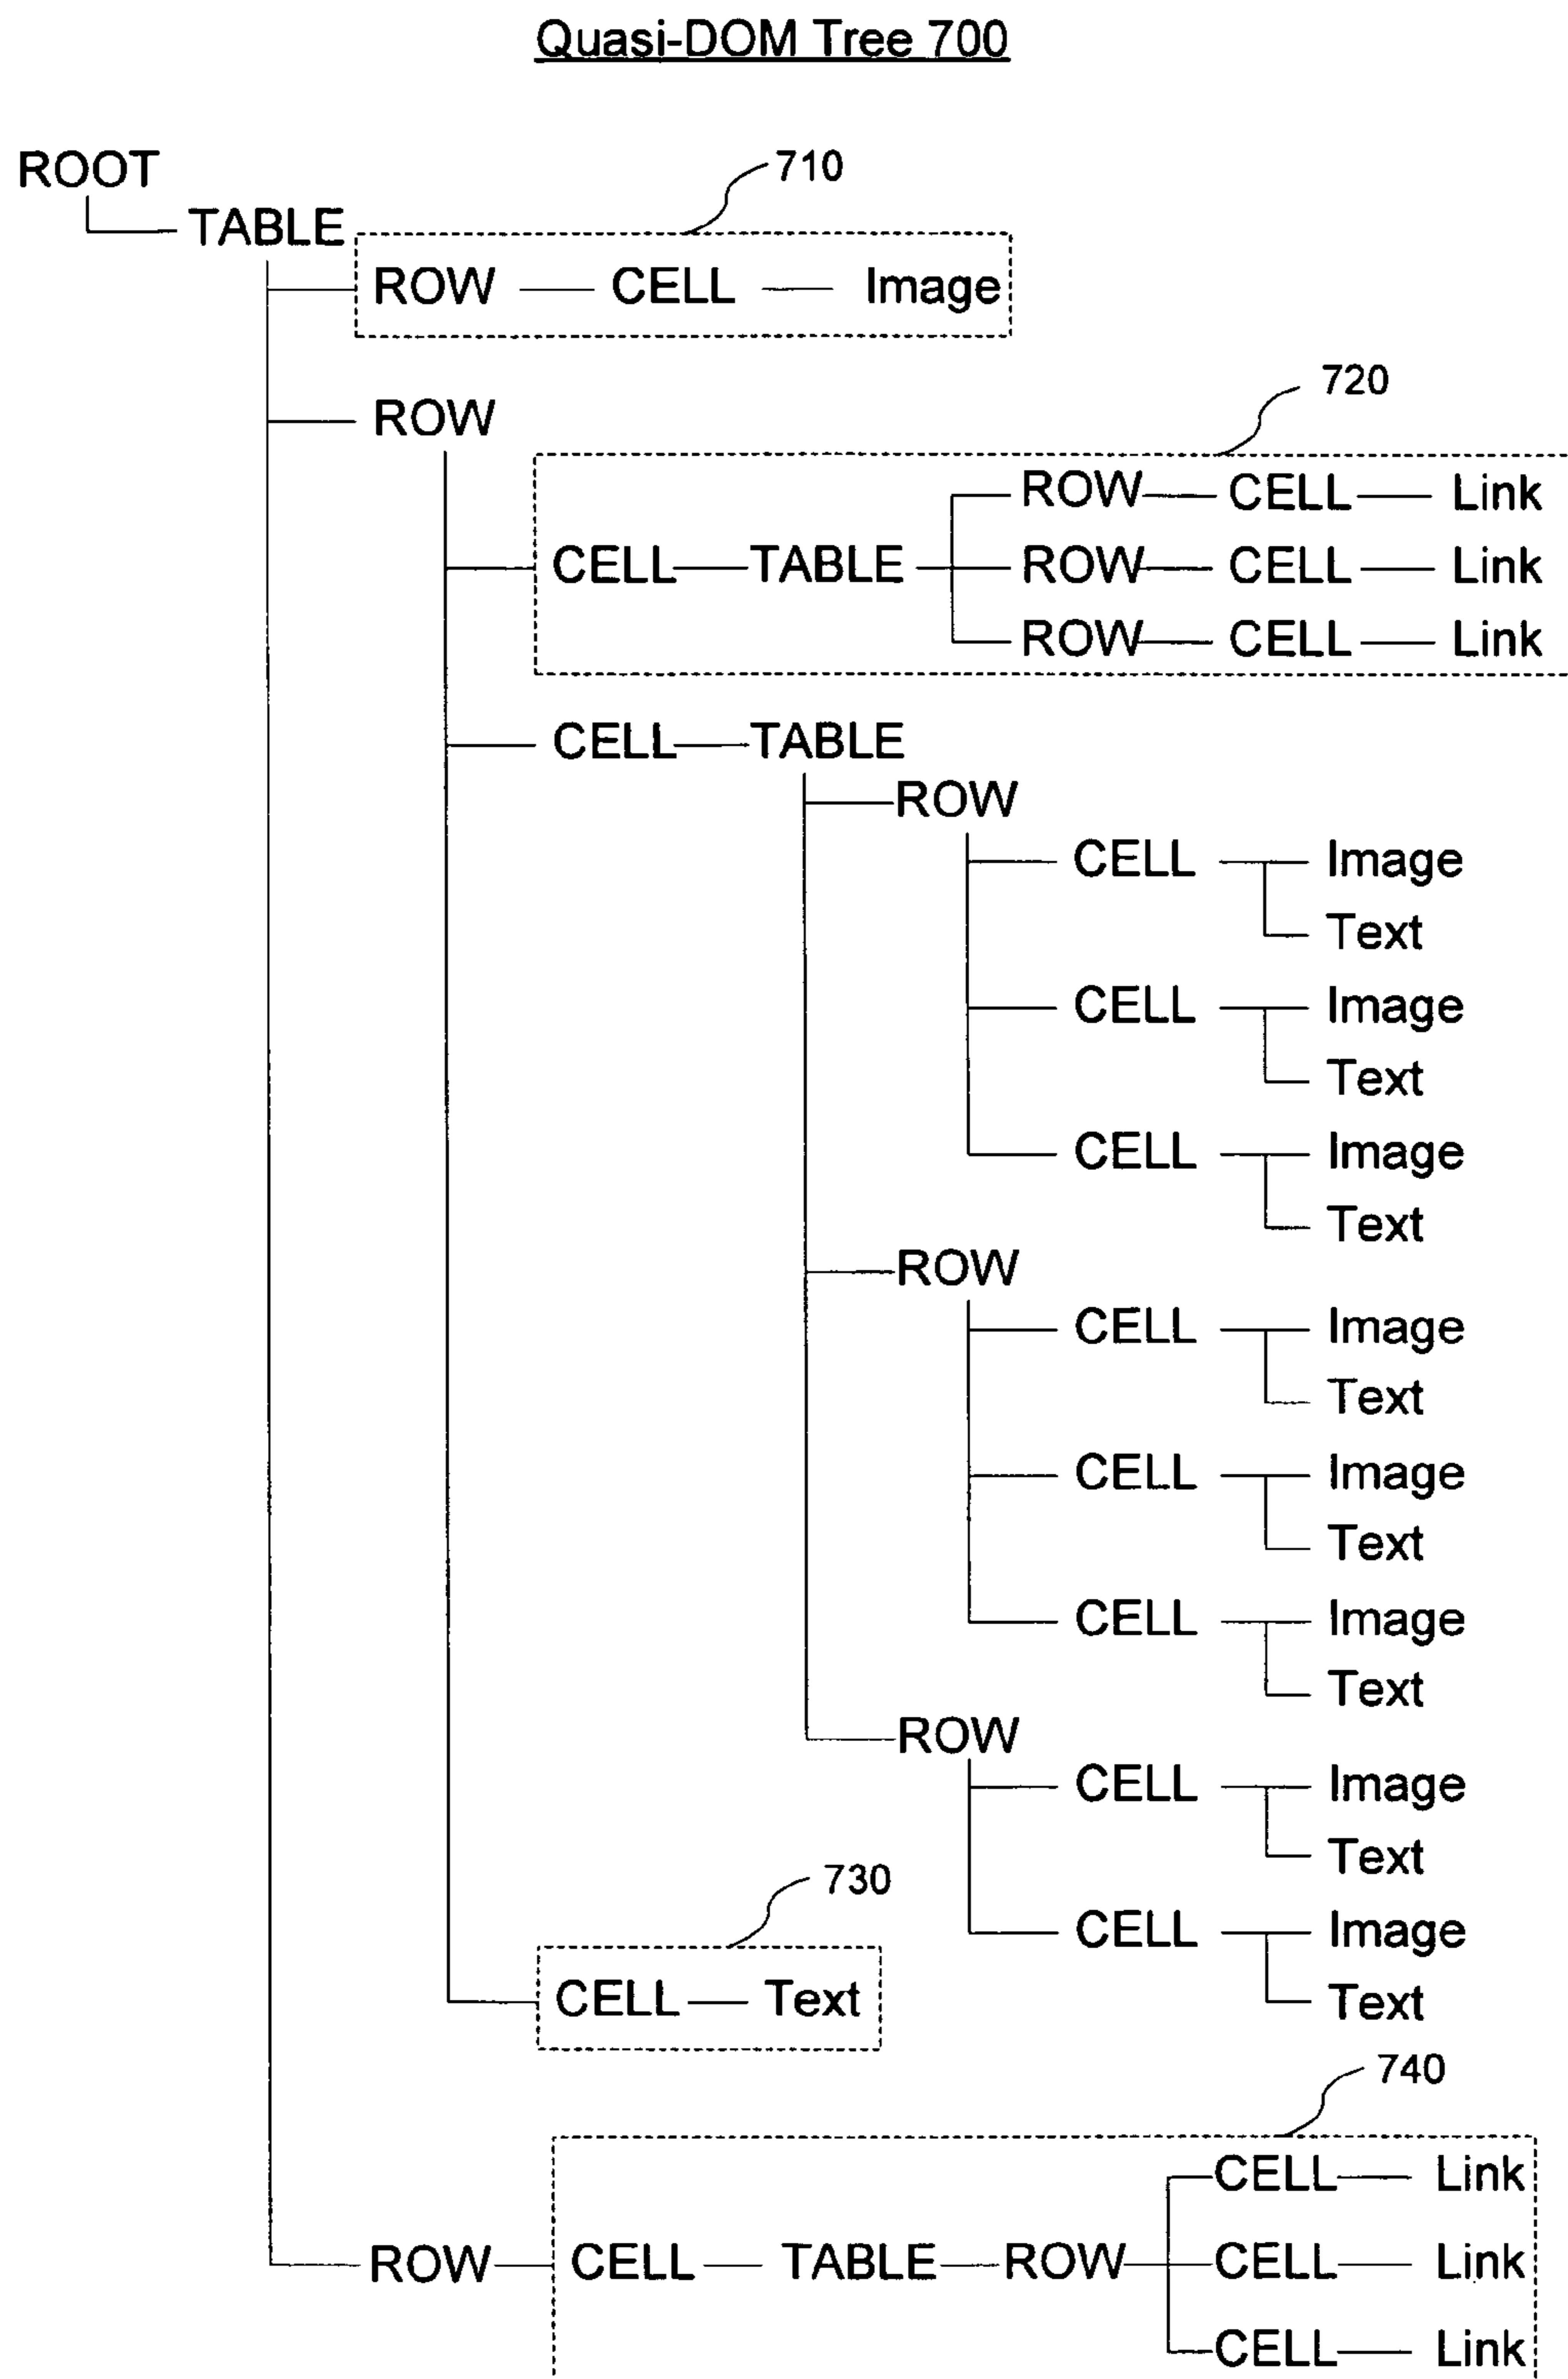 Quasi-DOM Tree 700
710
ROOT
TABLE
ROW CELL Image
720
ROW
ROW CELL Link
CELL TABLE ROW CELL Link
ROW CELL Link
CELL TABLE
ROW
CELL Image
Text
CELL Image
Text
CELL Image
Text
ROW
CELL Image
Text
CELL Image
Text
CELL Image
Text
ROW
CELL Image
Text
730
CELL Image
CELL Text
Text
740
CELL Link
ROW CELL TABLE ROW CELL Link
CELL Link